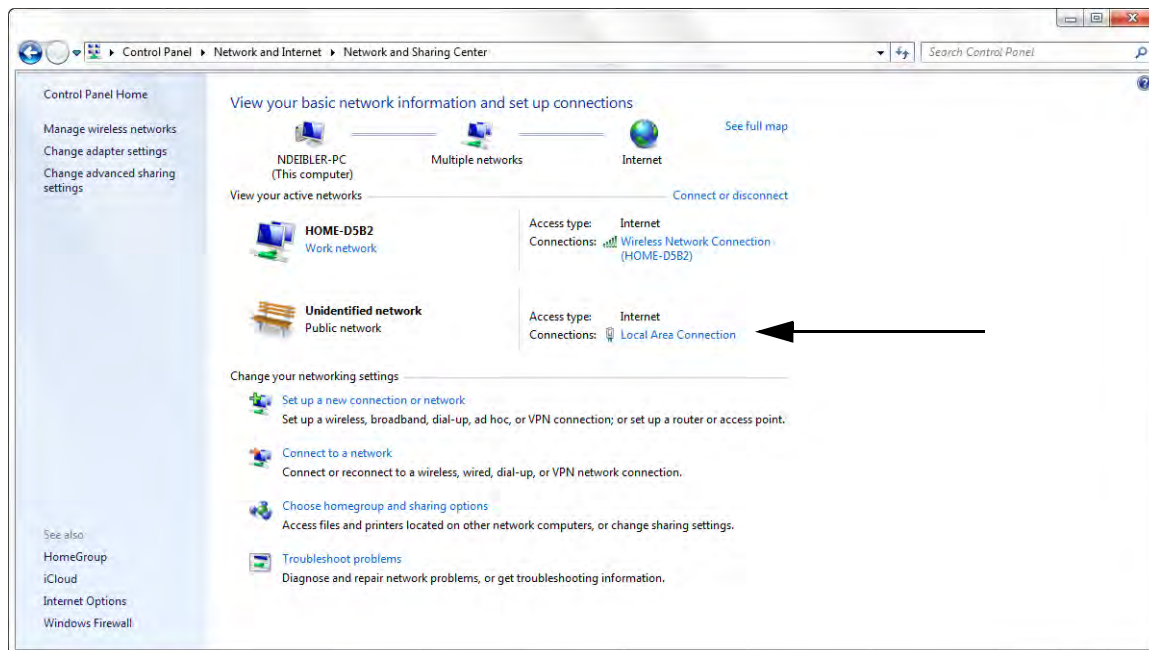 Control Panel ▸ Network and Internet ▸ Network and Sharing Center
Search Control Panel
Control Panel Home
Manage wireless networks
Change adapter settings
Change advanced sharing
settings
View your basic network information and set up connections
See full map
NDEIBLER-PC
(This computer)
Multiple networks
Internet
View your active networks
Connect or disconnect
HOME-D5B2
Work network
Access type: Internet
Connections: Wireless Network Connection
(HOME-D5B2)
Unidentified network
Public network
Access type: Internet
Connections: Local Area Connection
Change your networking settings
Set up a new connection or network
Set up a wireless, broadband, dial-up, ad hoc, or VPN connection; or set up a router or access point.
Connect to a network
Connect or reconnect to a wireless, wired, dial-up, or VPN network connection.
Choose homegroup and sharing options
Access files and printers located on other network computers, or change sharing settings.
Troubleshoot problems
Diagnose and repair network problems, or get troubleshooting information.
See also
HomeGroup
iCloud
Internet Options
Windows Firewall